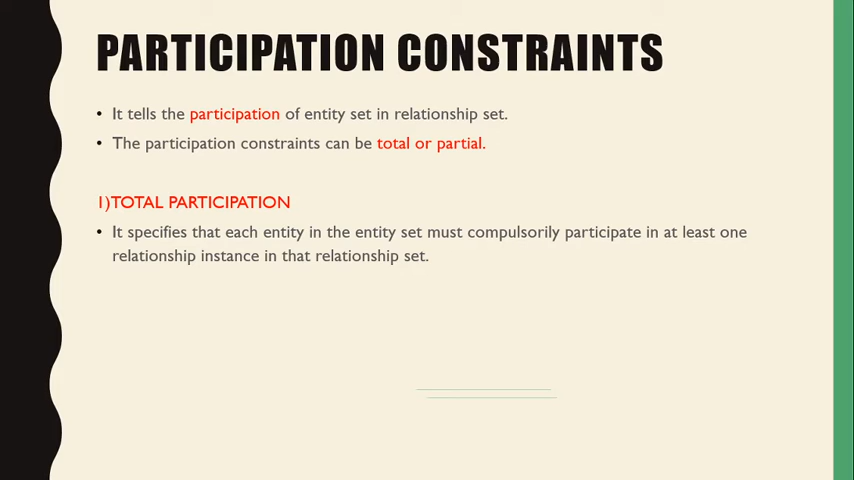 PARTICIPATION CONSTRAINTS
• It tells the participation of entity set in relationship set.
• The participation constraints can be total or partial.
1)TOTAL PARTICIPATION
• It specifies that each entity in the entity set must compulsorily participate in at least one
relationship instance in that relationship set.